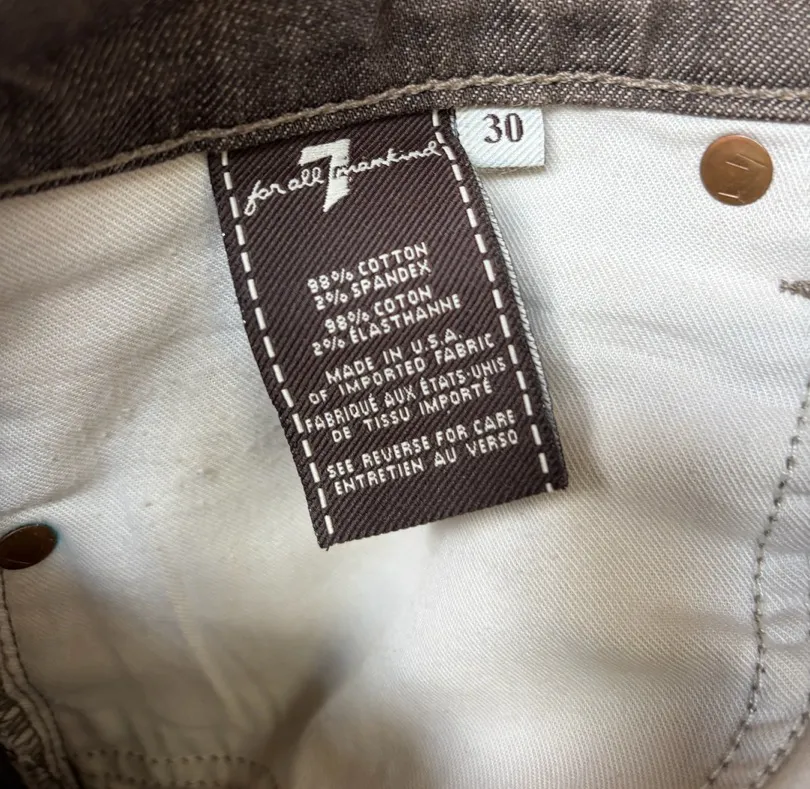 30
7
for all mankind
98% COTTON
2% SPANDEX
98% COTON
2% ÉLASTHANNE
MADE IN U.S.A.
OF IMPORTED FABRIC
FABRIQUÉ AUX ÉTATS-UNIS
DE TISSU IMPORTÉ
SEE REVERSE FOR CARE
ENTRETIEN AU VERSO